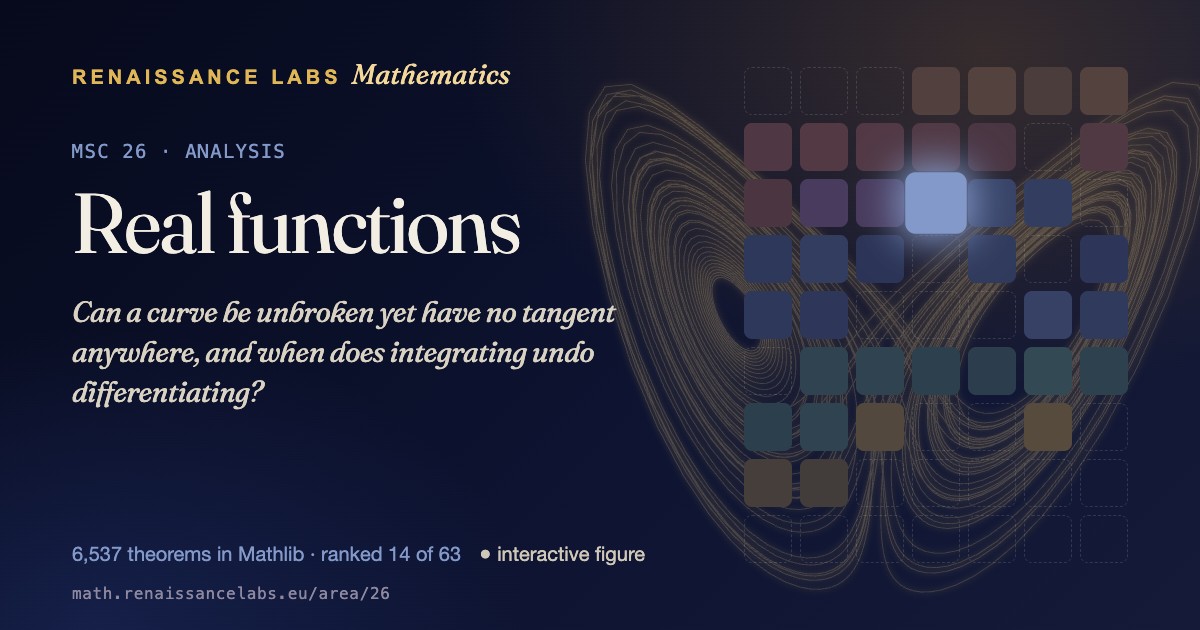 RENAISSANCE LABS Mathematics
MSC 26 · ANALYSIS
Real functions
Can a curve be unbroken yet have no tangent
anywhere, and when does integrating undo
differentiating?
6,537 theorems in Mathlib · ranked 14 of 63 ● interactive figure
math.renaissancelabs.eu/area/26